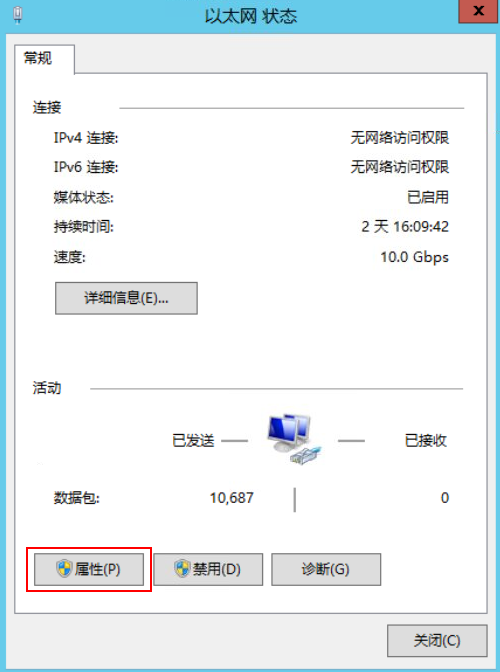 以太网 状态
x
常规
连接
IPv4 连接: 无网络访问权限
IPv6 连接: 无网络访问权限
媒体状态: 已启用
持续时间: 2 天 16:09:42
速度: 10.0 Gbps
详细信息(E)...
活动
已发送 已接收
数据包: 10,687 0
属性(P) 禁用(D) 诊断(G)
关闭(C)